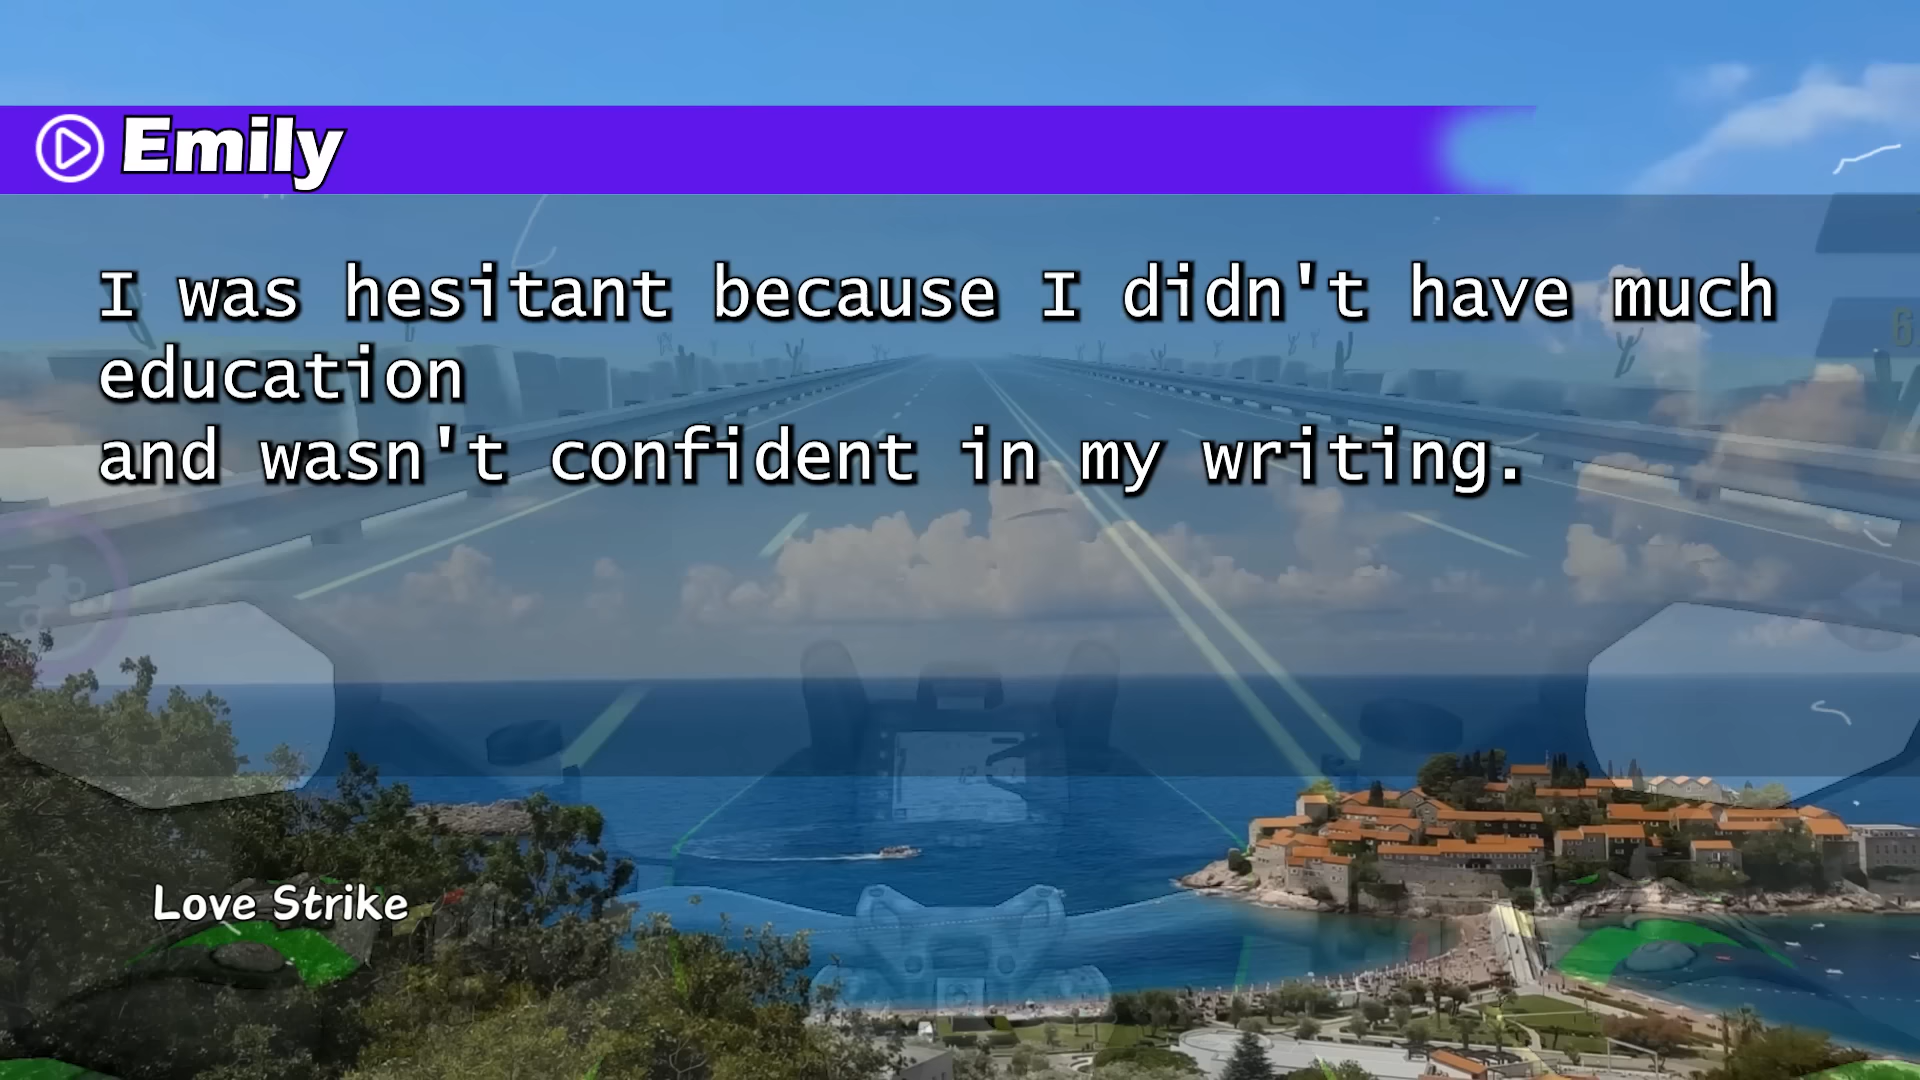 Emily
I was hesitant because I didn't have much
education
and wasn't confident in my writing.
Love Strike